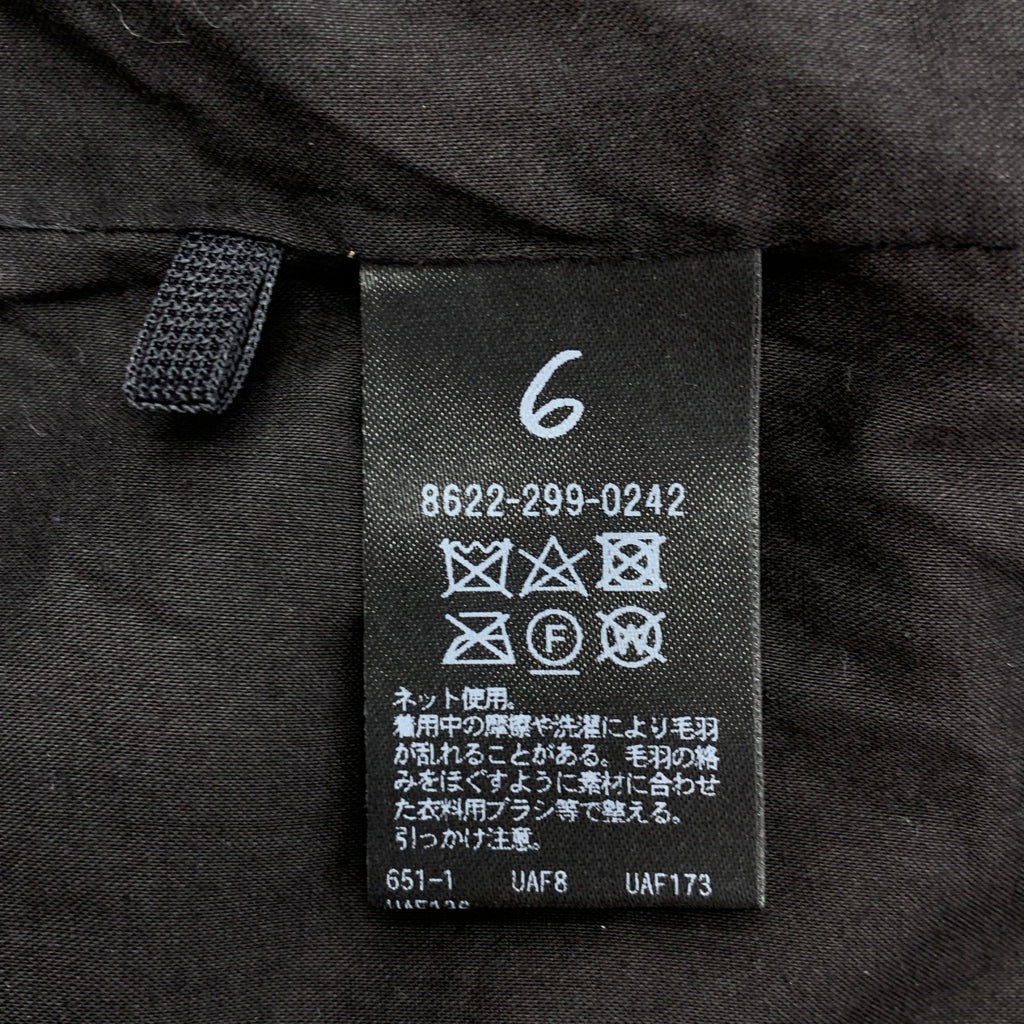 6
8622-299-0242
F
W
ネット使用。
着用中の摩擦や洗濯により毛羽
が乱れることがある。毛羽の絡
みをほぐすように素材に合わせ
た衣料用ブラシ等で整える。
引っかけ注意。
651-1 UAF8 UAF173